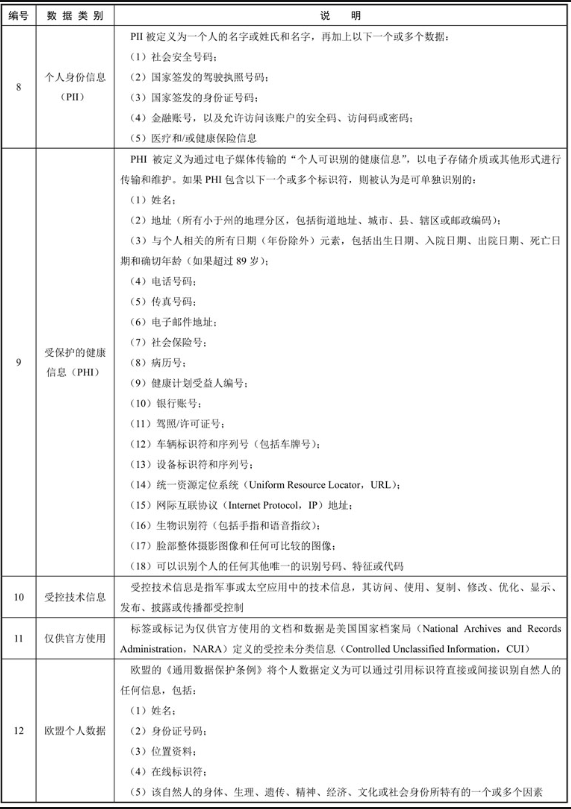 编号 数据类别 说 明
8
个人身份信息
（PII）
PII 被定义为一个人的名字或姓氏和名字，再加上以下一个或多个数据：
（1）社会安全号码；
（2）国家签发的驾驶执照号码；
（3）国家签发的身份证号码；
（4）金融账号，以及允许访问该账户的安全码、访问码或密码；
（5）医疗和/或健康保险信息
9
受保护的健康
信息（PHI）
PHI 被定义为通过电子媒体传输的“个人可识别的健康信息”，以电子存储介质或其他形式进行
传输和维护。如果 PHI 包含以下一个或多个标识符，则被认为是可单独识别的：
（1）姓名；
（2）地址（所有小于州的地理分区，包括街道地址、城市、县、辖区或邮政编码）；
（3）与个人相关的所有日期（年份除外）元素，包括出生日期、入院日期、出院日期、死亡日
期和确切年龄（如果超过 89 岁）；
（4）电话号码；
（5）传真号码；
（6）电子邮件地址；
（7）社会保险号；
（8）病历号；
（9）健康计划受益人编号；
（10）银行账号；
（11）驾照/许可证号；
（12）车辆标识符和序列号（包括车牌号）；
（13）设备标识符和序列号；
（14）统一资源定位系统（Uniform Resource Locator，URL）；
（15）网际互联协议（Internet Protocol，IP）地址；
（16）生物识别符（包括手指和语音指纹）；
（17）脸部整体摄影图像和任何可比较的图像；
（18）可以识别个人的任何其他唯一的识别号码、特征或代码
10
受控技术信息
受控技术信息是指军事或太空应用中的技术信息，其访问、使用、复制、修改、优化、显示、
发布、披露或传播都受控制
11
仅供官方使用
标签或标记为仅供官方使用的文档和数据是美国国家档案局（National Archives and Records
Administration，NARA）定义的受控未分类信息（Controlled Unclassified Information，CUI）
12
欧盟个人数据
欧盟的《通用数据保护条例》将个人数据定义为可以通过引用标识符直接或间接识别自然人的
任何信息，包括：
（1）姓名；
（2）身份证号码；
（3）位置资料；
（4）在线标识符；
（5）该自然人的身体、生理、遗传、精神、经济、文化或社会身份所特有的一个或多个因素